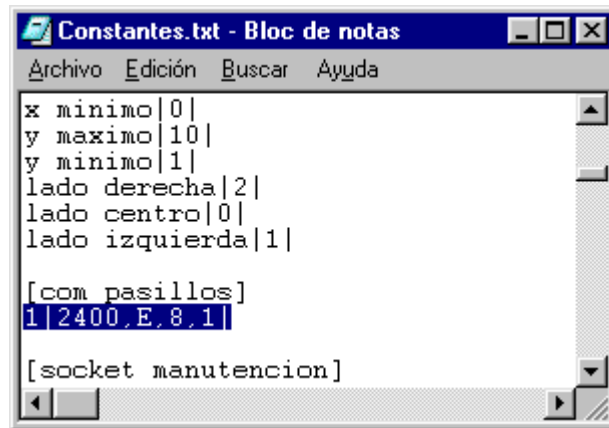 Constantes.txt - Bloc de notas
Archivo Edición Buscar Ayuda
x minimo|0|
y maximo|10|
y minimo|1|
lado derecha|2|
lado centro|0|
lado izquierda|1|
[com pasillos]
1|2400,E,8,1|
[socket manutencion]